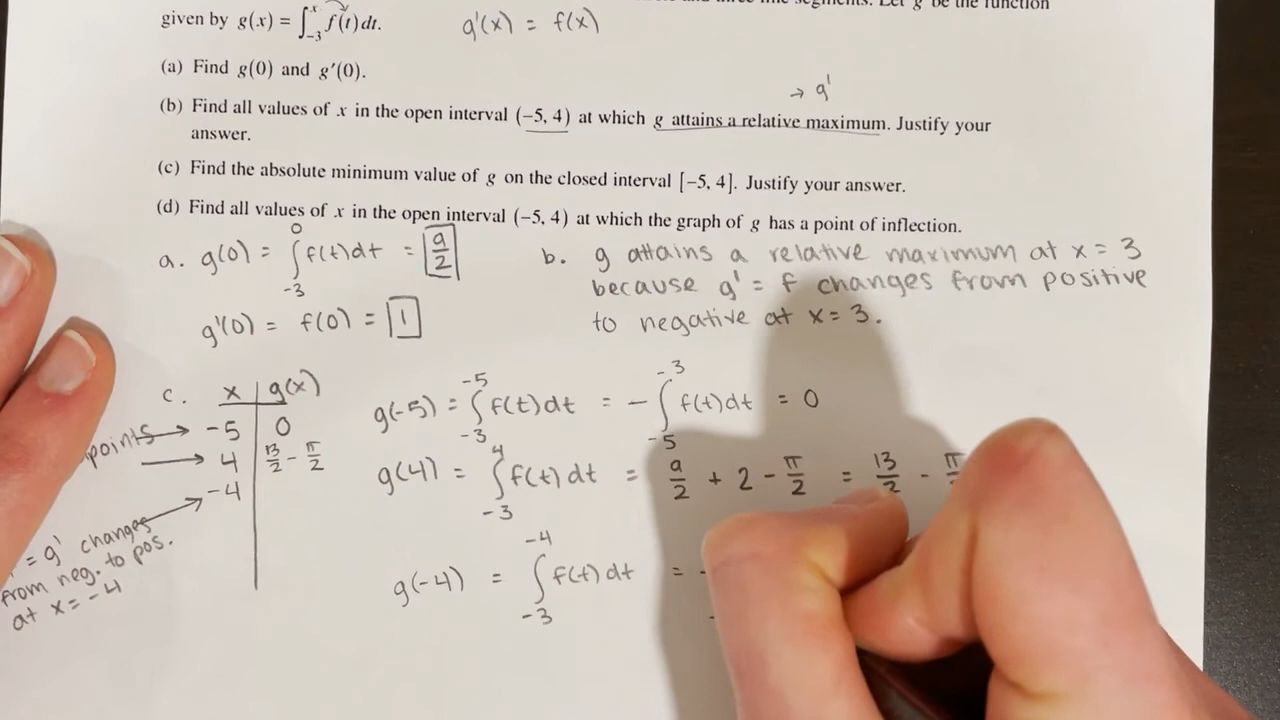 segments. Let g be the function
given by g(x) = ∫_{-3}^{x} f(t) dt. g'(x) = f(x)
(a) Find g(0) and g′(0).
→ g'
(b) Find all values of x in the open interval (−5, 4) at which g attains a relative maximum. Justify your
answer.
(c) Find the absolute minimum value of g on the closed interval [−5, 4]. Justify your answer.
(d) Find all values of x in the open interval (−5, 4) at which the graph of g has a point of inflection.
a. g(0) = ∫_{-3}^{0} f(t)dt = 9/2
g'(0) = f(0) = 1
b. g attains a relative maximum at x = 3
because g' = f changes from positive
to negative at x = 3.
c. x g(x)
points → -5 0
→ 4 13/2 - π/2
→ -4
= g' changes
from neg. to pos.
at x = -4
g(-5) = ∫_{-3}^{-5} f(t)dt = - ∫_{-5}^{-3} f(t)dt = 0
g(4) = ∫_{-3}^{4} f(t)dt = 9/2 + 2 - π/2 = 13/2 - π
g(-4) = ∫_{-3}^{-4} f(t)dt = -